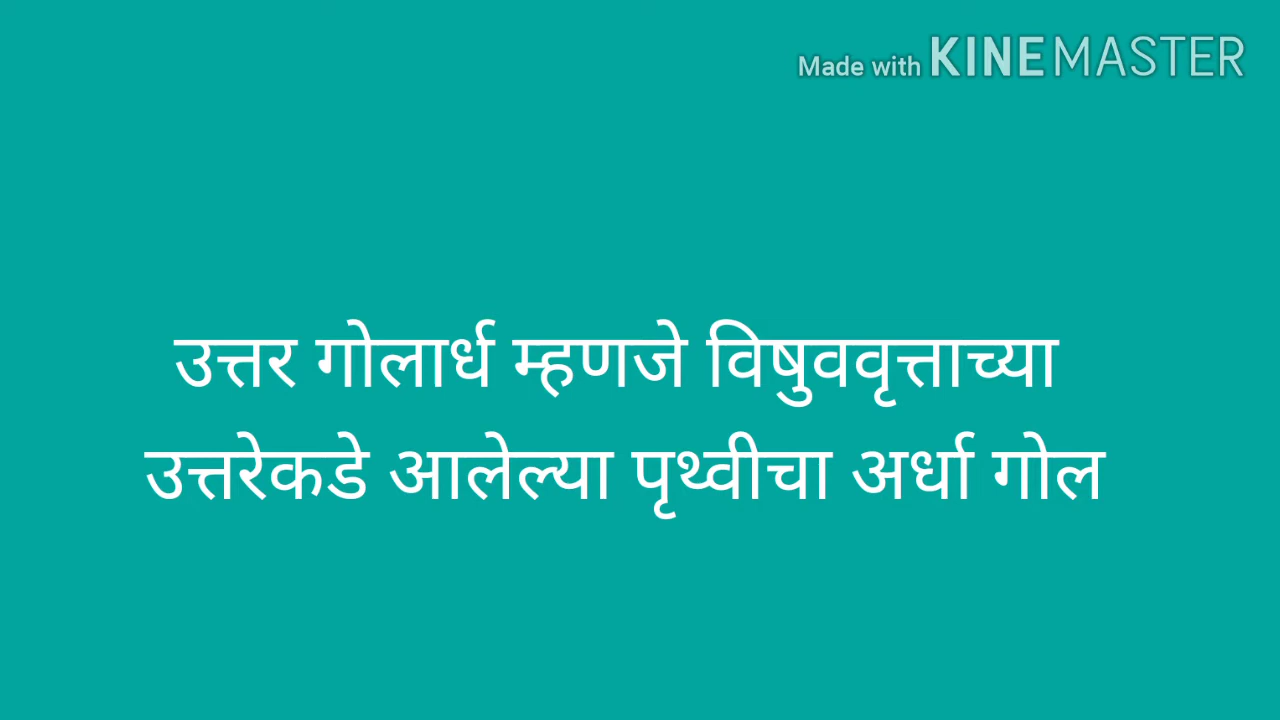 Made with KINEMASTER
उत्तर गोलार्ध म्हणजे विषुववृत्ताच्या
उत्तरेकडे आलेल्या पृथ्वीचा अर्धा गोल